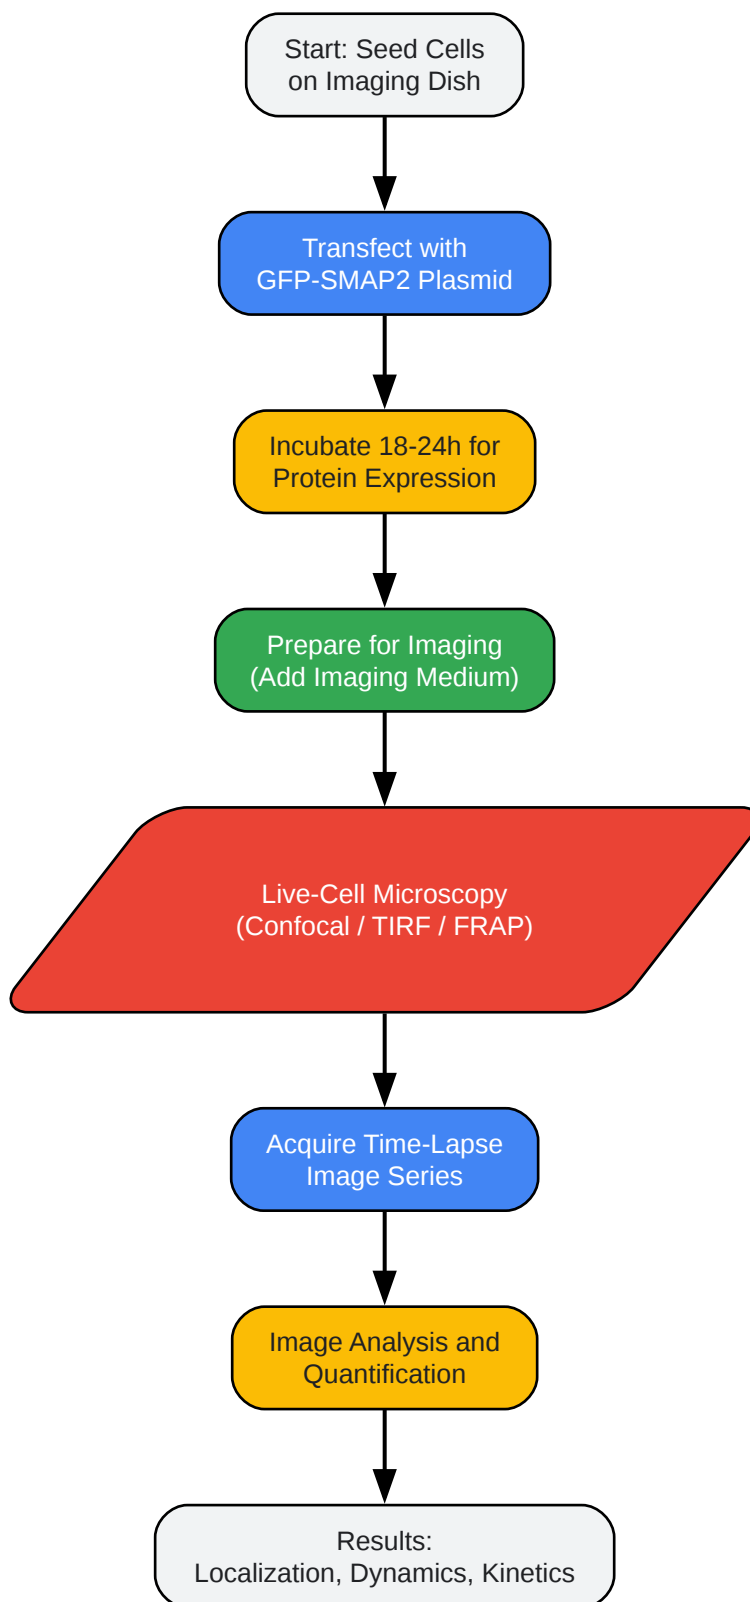 Start: Seed Cells
on Imaging Dish
Transfect with
GFP-SMAP2 Plasmid
Incubate 18-24h for
Protein Expression
Prepare for Imaging
(Add Imaging Medium)
Live-Cell Microscopy
(Confocal / TIRF / FRAP)
Acquire Time-Lapse
Image Series
Image Analysis and
Quantification
Results:
Localization, Dynamics, Kinetics